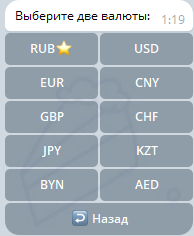 Выберите две валюты: 1:19
RUB⭐ USD
EUR CNY
GBP CHF
JPY KZT
BYN AED
↩️ Назад